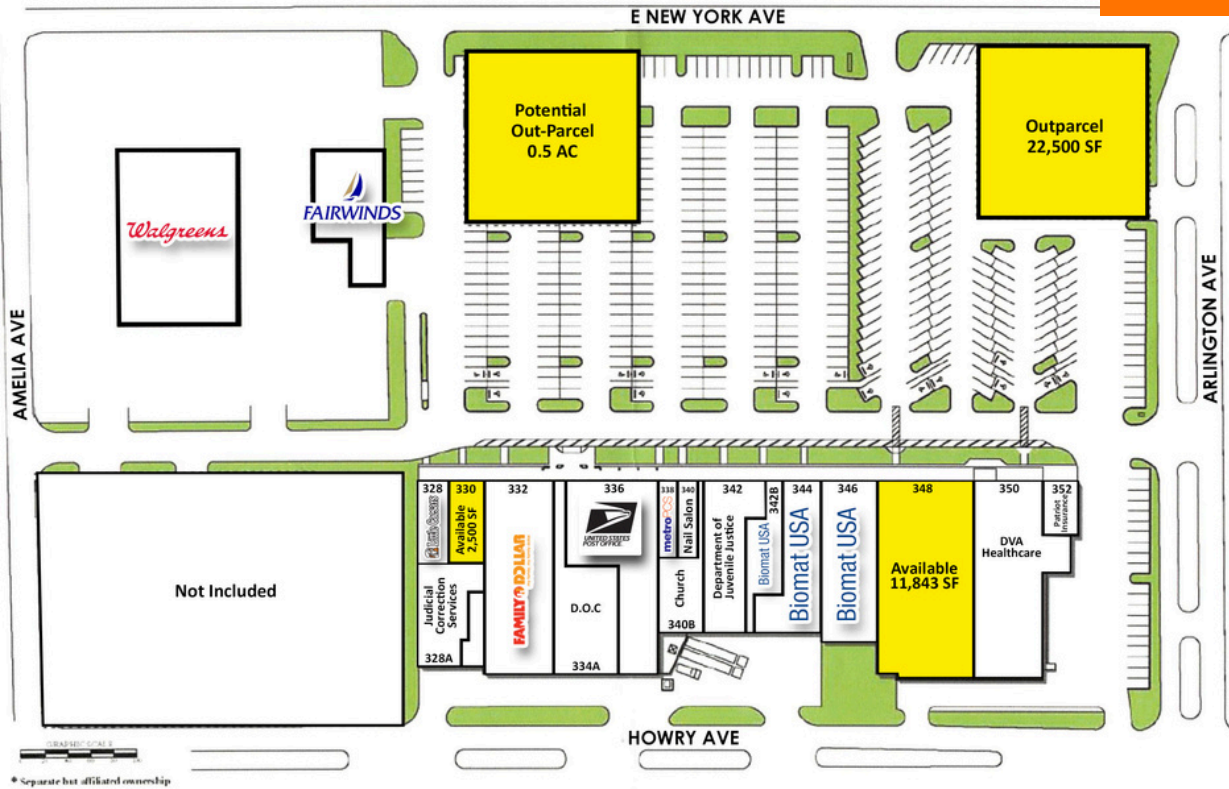 E NEW YORK AVE
Potential
Out-Parcel
0.5 AC
Outparcel
22,500 SF
Walgreens
FAIRWINDS
AMELIA AVE
ARLINGTON AVE
Not Included
328
Little Caesars
330
Available
2,500 SF
Judicial
Correction
Services
328A
332
FAMILY DOLLAR
336
UNITED STATES
POST OFFICE
D.O.C
334A
338
metroPCS
340
Nail Salon
Church
340B
342
Department of
Juvenile Justice
342B
Biomat USA
344
Biomat USA
346
Biomat USA
348
Available
11,843 SF
350
DVA
Healthcare
352
Patriot
Insurance
HOWRY AVE
GRAPHIC SCALE
* Separate but affiliated ownership